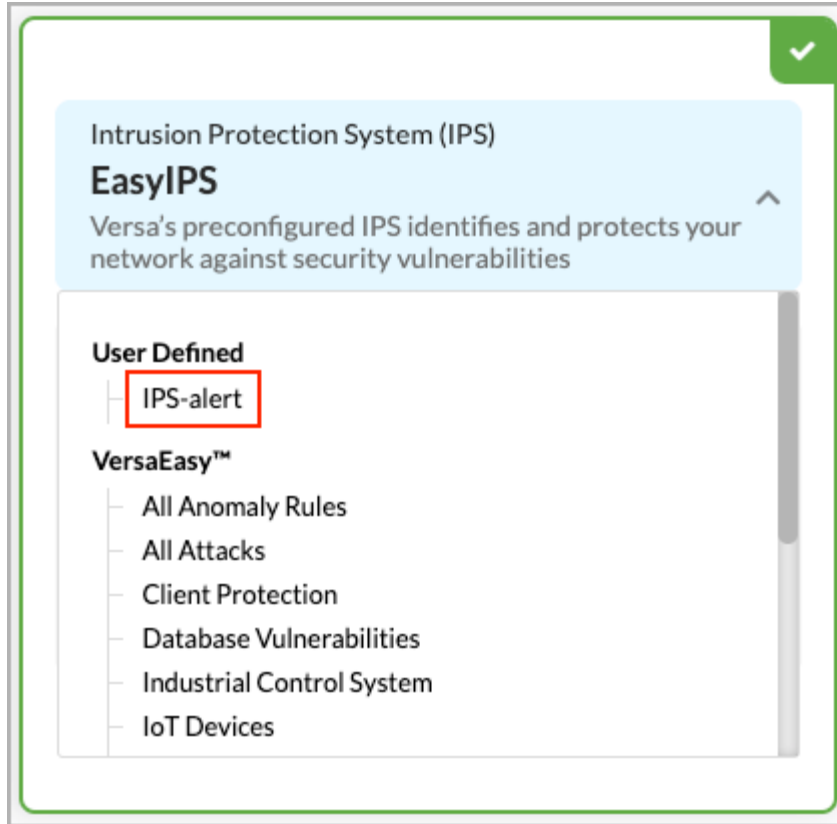 Intrusion Protection System (IPS)
EasyIPS
Versa's preconfigured IPS identifies and protects your
network against security vulnerabilities
User Defined
IPS-alert
VersaEasy™
All Anomaly Rules
All Attacks
Client Protection
Database Vulnerabilities
Industrial Control System
IoT Devices